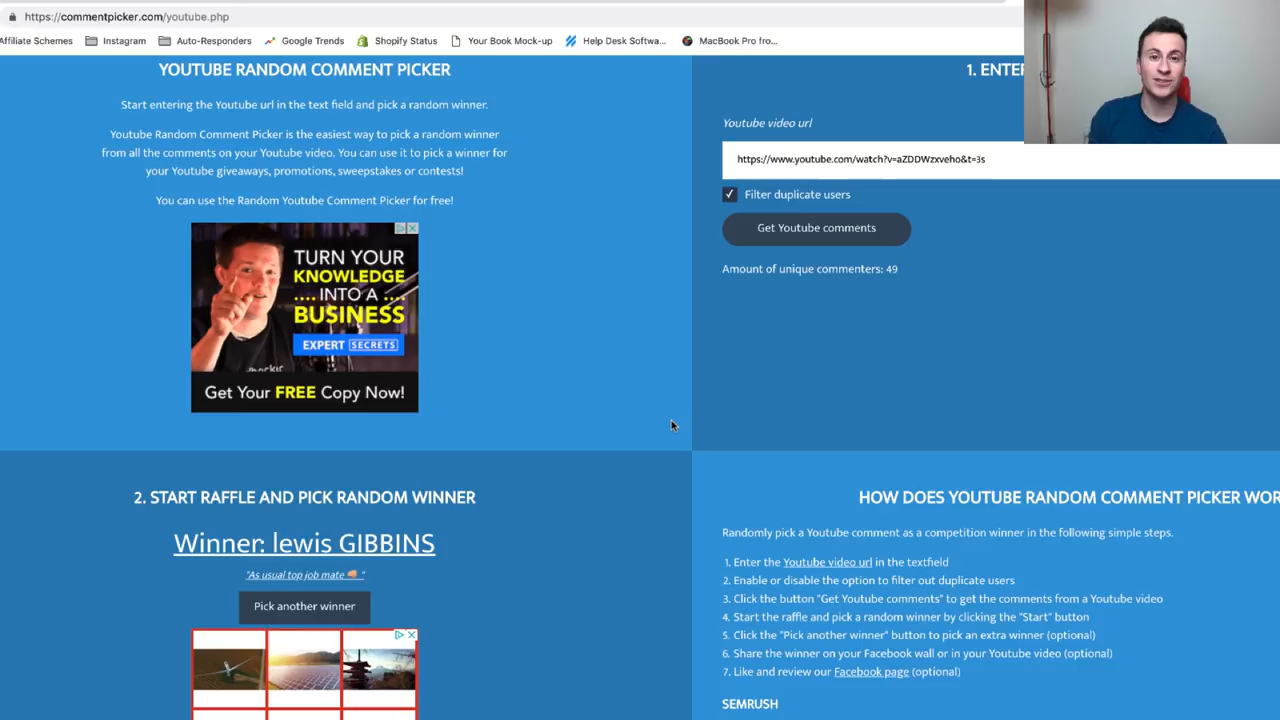 https://commentpicker.com/youtube.php
Affiliate Schemes
Instagram
Auto-Responders
Google Trends
Shopify Status
Your Book Mock-up
Help Desk Softwa...
MacBook Pro fro...
YOUTUBE RANDOM COMMENT PICKER
Start entering the Youtube url in the text field and pick a random winner.
Youtube Random Comment Picker is the easiest way to pick a random winner
from all the comments on your Youtube video. You can use it to pick a winner for
your Youtube giveaways, promotions, sweepstakes or contests!
You can use the Random Youtube Comment Picker for free!
TURN YOUR
KNOWLEDGE
.... INTO A ....
BUSINESS
EXPERT SECRETS
Get Your FREE Copy Now!
1. ENTER
Youtube video url
https://www.youtube.com/watch?v=aZDDWzxveho&t=3s
Filter duplicate users
Get Youtube comments
Amount of unique commenters: 49
2. START RAFFLE AND PICK RANDOM WINNER
Winner: lewis GIBBINS
"As usual top job mate 👊🏼 "
Pick another winner
HOW DOES YOUTUBE RANDOM COMMENT PICKER WOR
Randomly pick a Youtube comment as a competition winner in the following simple steps.
1. Enter the Youtube video url in the textfield
2. Enable or disable the option to filter out duplicate users
3. Click the button "Get Youtube comments" to get the comments from a Youtube video
4. Start the raffle and pick a random winner by clicking the "Start" button
5. Click the "Pick another winner" button to pick an extra winner (optional)
6. Share the winner on your Facebook wall or in your Youtube video (optional)
7. Like and review our Facebook page (optional)
SEMRUSH